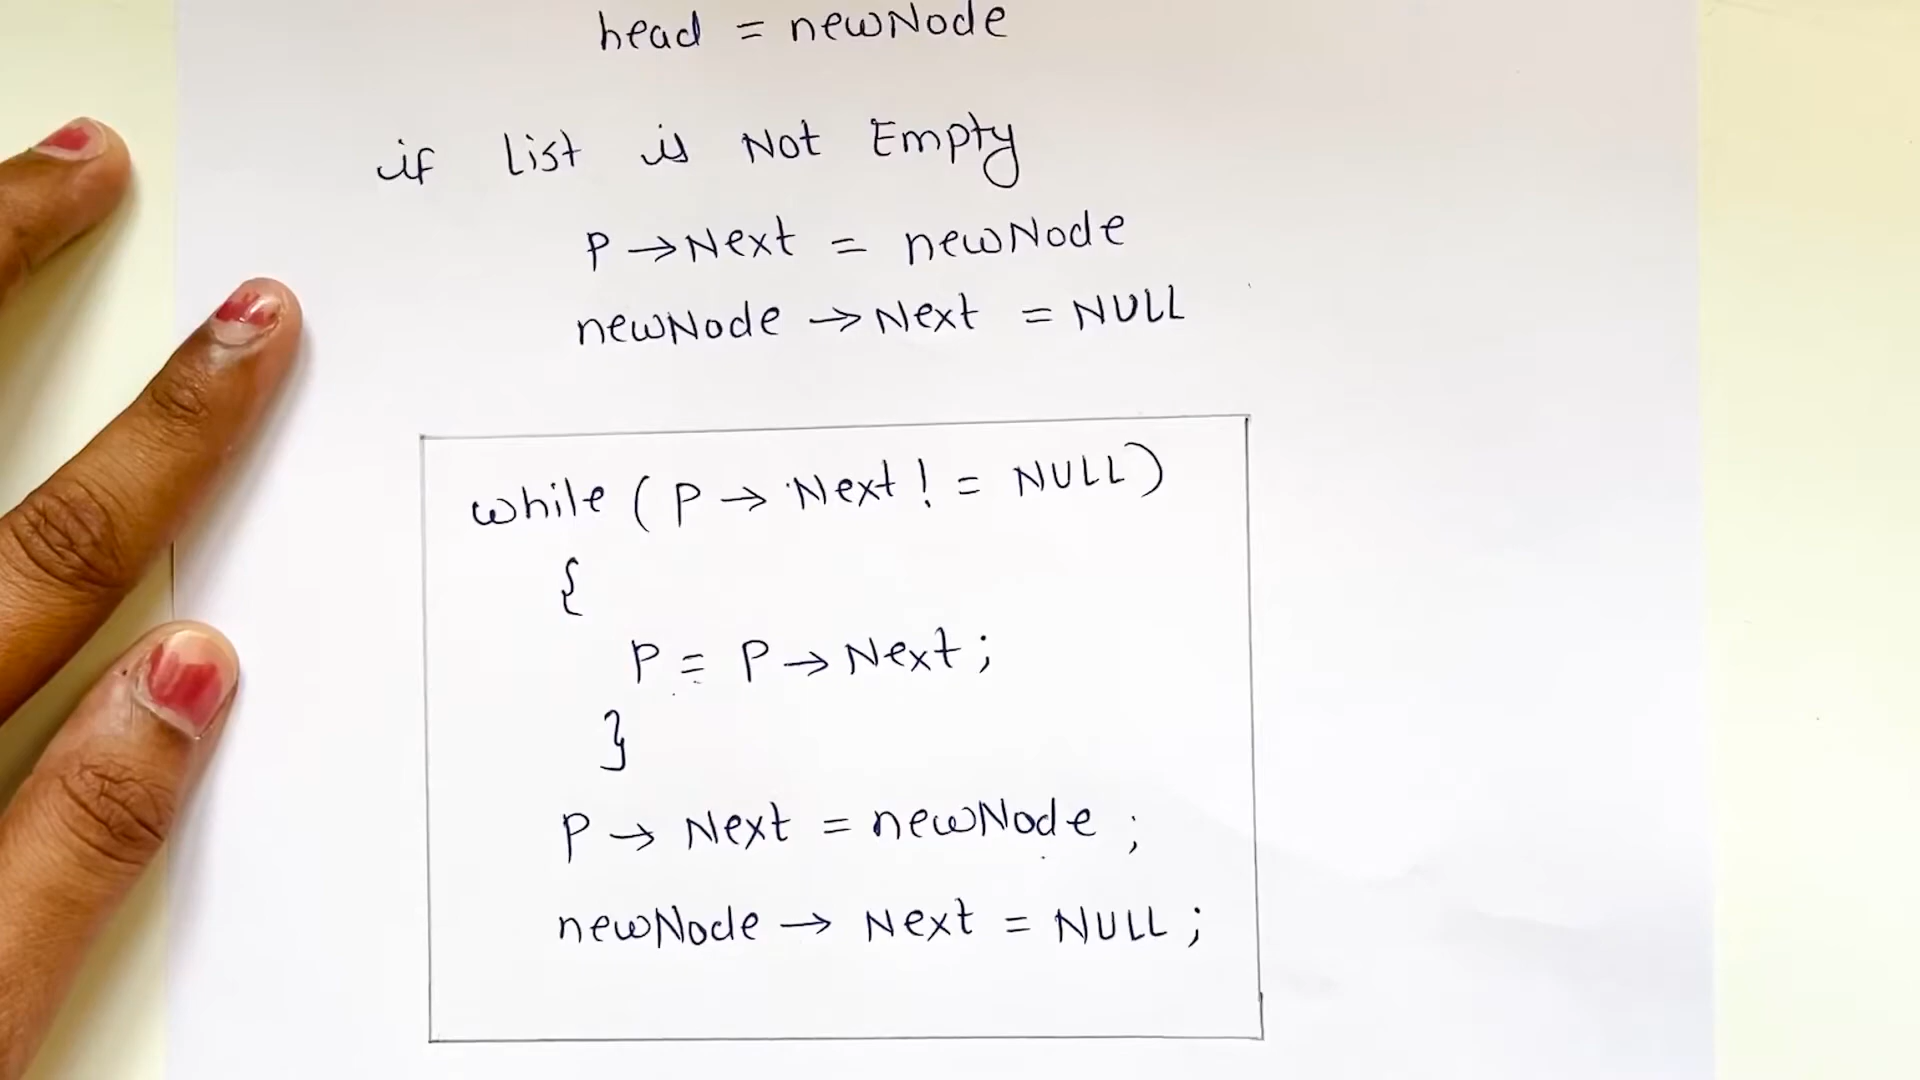 head = newNode
if List is Not Empty
P → Next = newNode
newNode → Next = NULL
while ( P → Next ! = NULL )
{
P = P → Next ;
}
P → Next = newNode ;
newNode → Next = NULL ;